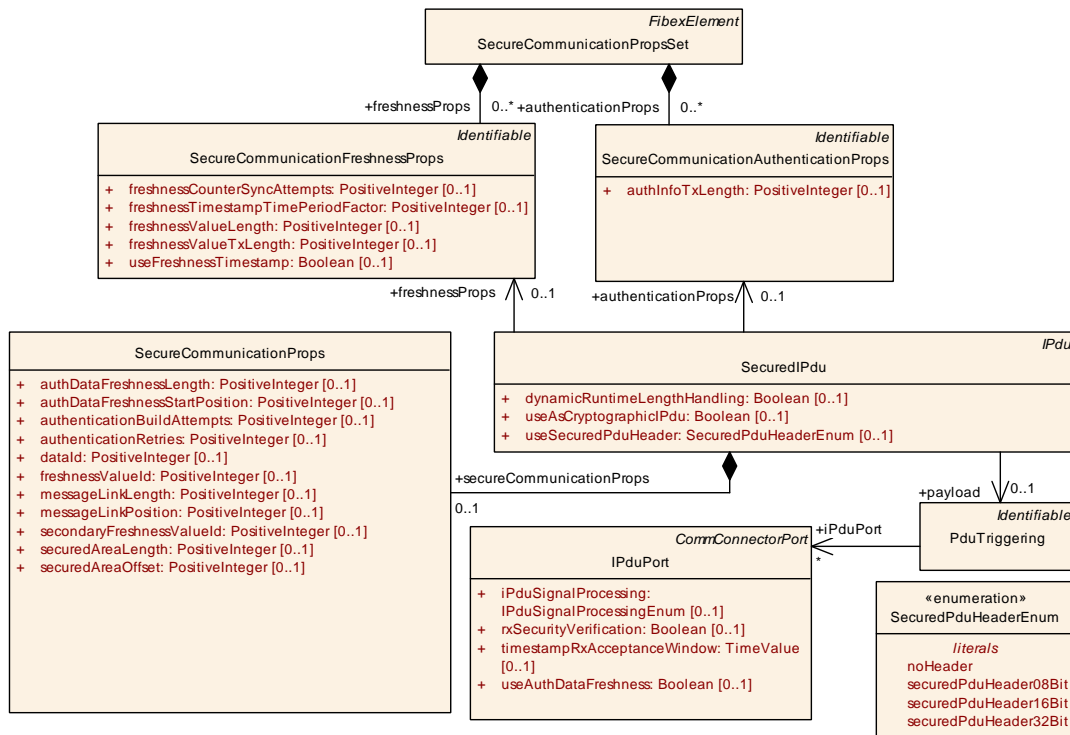 FibexElement
SecureCommunicationPropsSet
+freshnessProps 0..* +authenticationProps 0..*
Identifiable
SecureCommunicationFreshnessProps
+ freshnessCounterSyncAttempts: PositiveInteger [0..1]
+ freshnessTimestampTimePeriodFactor: PositiveInteger [0..1]
+ freshnessValueLength: PositiveInteger [0..1]
+ freshnessValueTxLength: PositiveInteger [0..1]
+ useFreshnessTimestamp: Boolean [0..1]
Identifiable
SecureCommunicationAuthenticationProps
+ authInfoTxLength: PositiveInteger [0..1]
+freshnessProps 0..1 +authenticationProps 0..1
SecureCommunicationProps
+ authDataFreshnessLength: PositiveInteger [0..1]
+ authDataFreshnessStartPosition: PositiveInteger [0..1]
+ authenticationBuildAttempts: PositiveInteger [0..1]
+ authenticationRetries: PositiveInteger [0..1]
+ dataId: PositiveInteger [0..1]
+ freshnessValueId: PositiveInteger [0..1]
+ messageLinkLength: PositiveInteger [0..1]
+ messageLinkPosition: PositiveInteger [0..1]
+ secondaryFreshnessValueId: PositiveInteger [0..1]
+ securedAreaLength: PositiveInteger [0..1]
+ securedAreaOffset: PositiveInteger [0..1]
IPdu
SecuredIPdu
+ dynamicRuntimeLengthHandling: Boolean [0..1]
+ useAsCryptographicIPdu: Boolean [0..1]
+ useSecuredPduHeader: SecuredPduHeaderEnum [0..1]
+secureCommunicationProps
0..1
+payload 0..1
Identifiable
PduTriggering
+iPduPort
*
CommConnectorPort
IPduPort
+ iPduSignalProcessing:
IPduSignalProcessingEnum [0..1]
+ rxSecurityVerification: Boolean [0..1]
+ timestampRxAcceptanceWindow: TimeValue
[0..1]
+ useAuthDataFreshness: Boolean [0..1]
«enumeration»
SecuredPduHeaderEnum
literals
noHeader
securedPduHeader08Bit
securedPduHeader16Bit
securedPduHeader32Bit